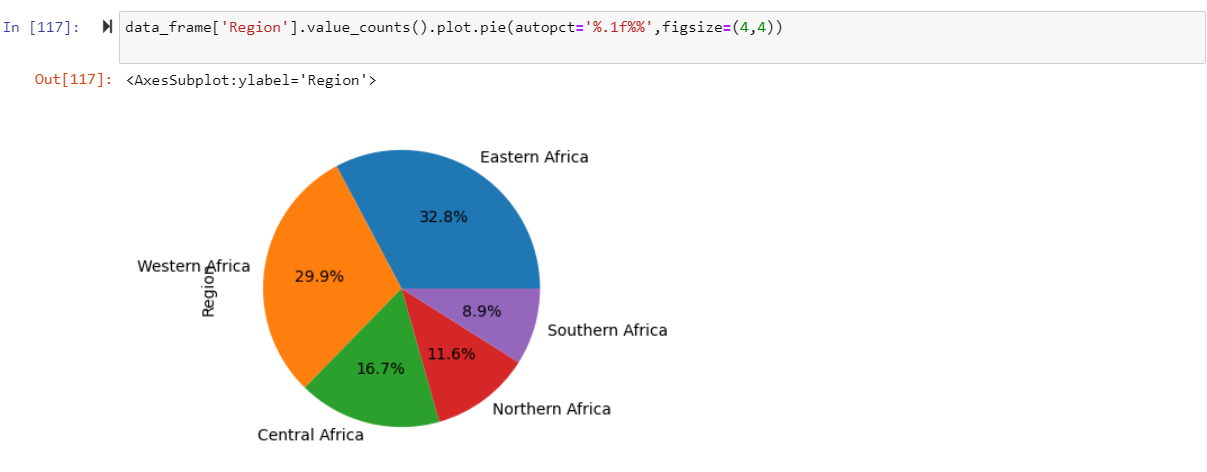 In [117]: data_frame['Region'].value_counts().plot.pie(autopct='%.1f%%',figsize=(4,4))
Out[117]: <AxesSubplot:ylabel='Region'>
Eastern Africa
32.8%
Western Africa
29.9%
Region
8.9%
Southern Africa
11.6%
16.7%
Northern Africa
Central Africa